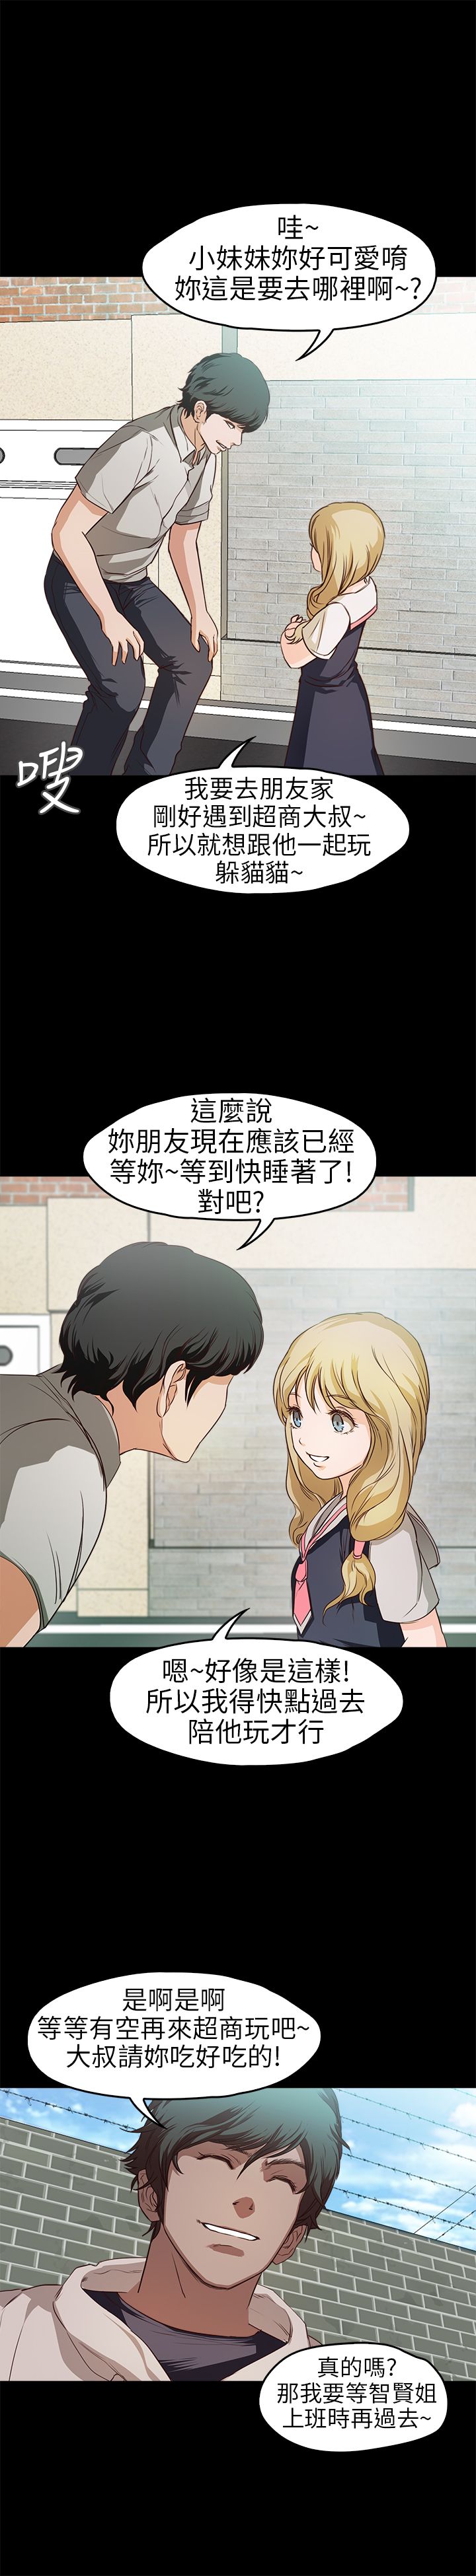 哇~
小妹妹妳好可愛唷
妳這是要去哪裡啊~?
嗖
我要去朋友家
剛好遇到超商大叔~
所以就想跟他一起玩
躲貓貓~
這麼說
妳朋友現在應該已經
等妳~等到快睡著了!
對吧?
嗯~好像是這樣!
所以我得快點過去
陪他玩才行
是啊是啊
等等有空再來超商玩吧~
大叔請妳吃好吃的!
真的嗎?
那我要等智賢姐
上班時再過去~